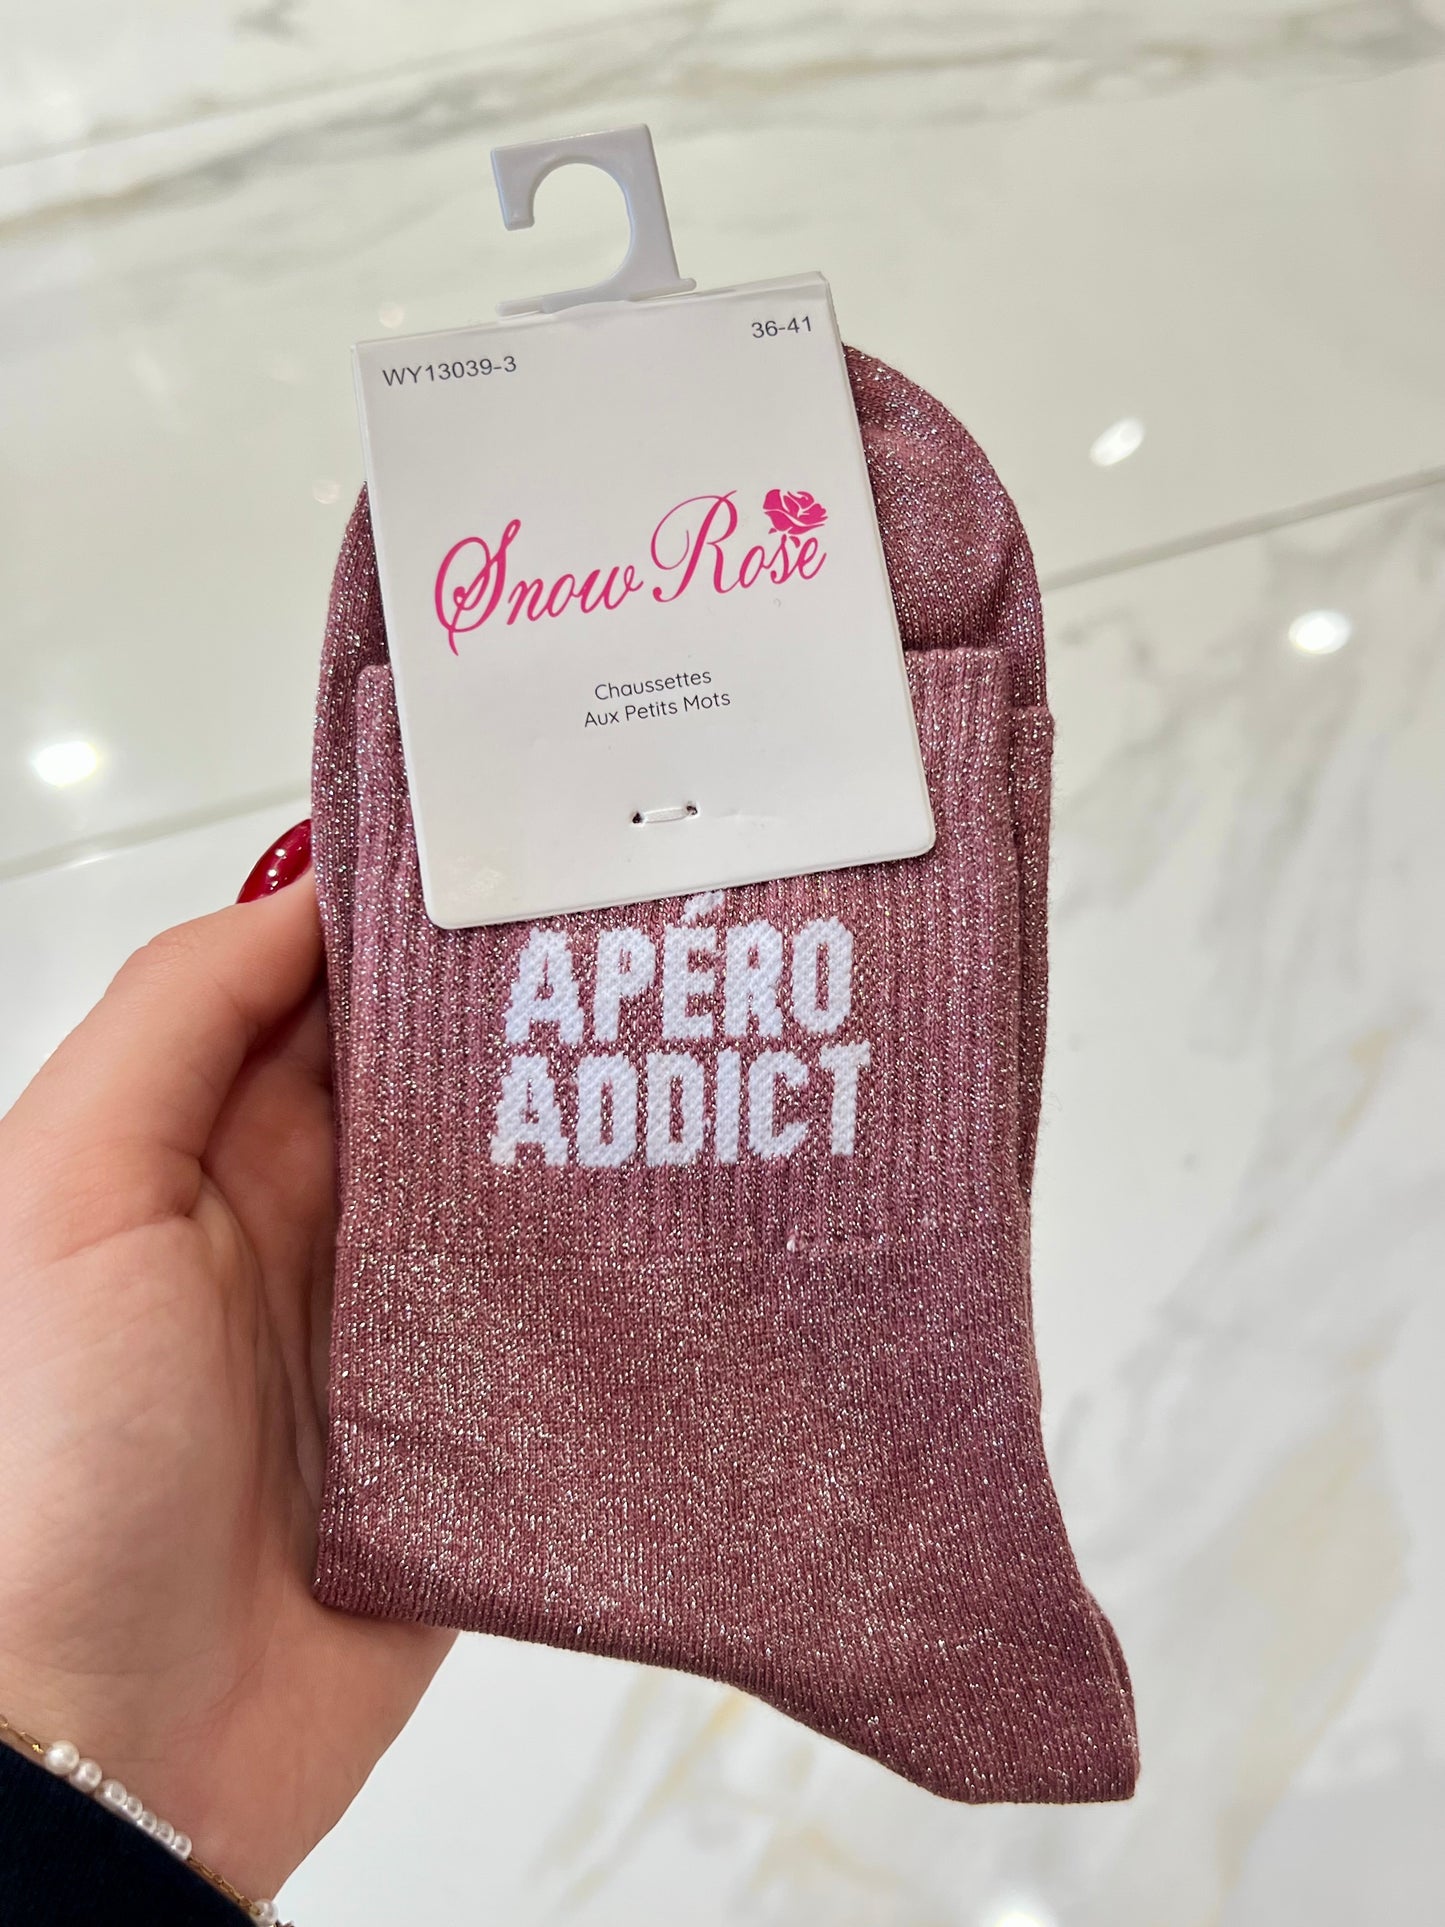 36-41
WY13039-3
Snow Rose
Chaussettes
Aux Petits Mots
APÉRO
ADDICT